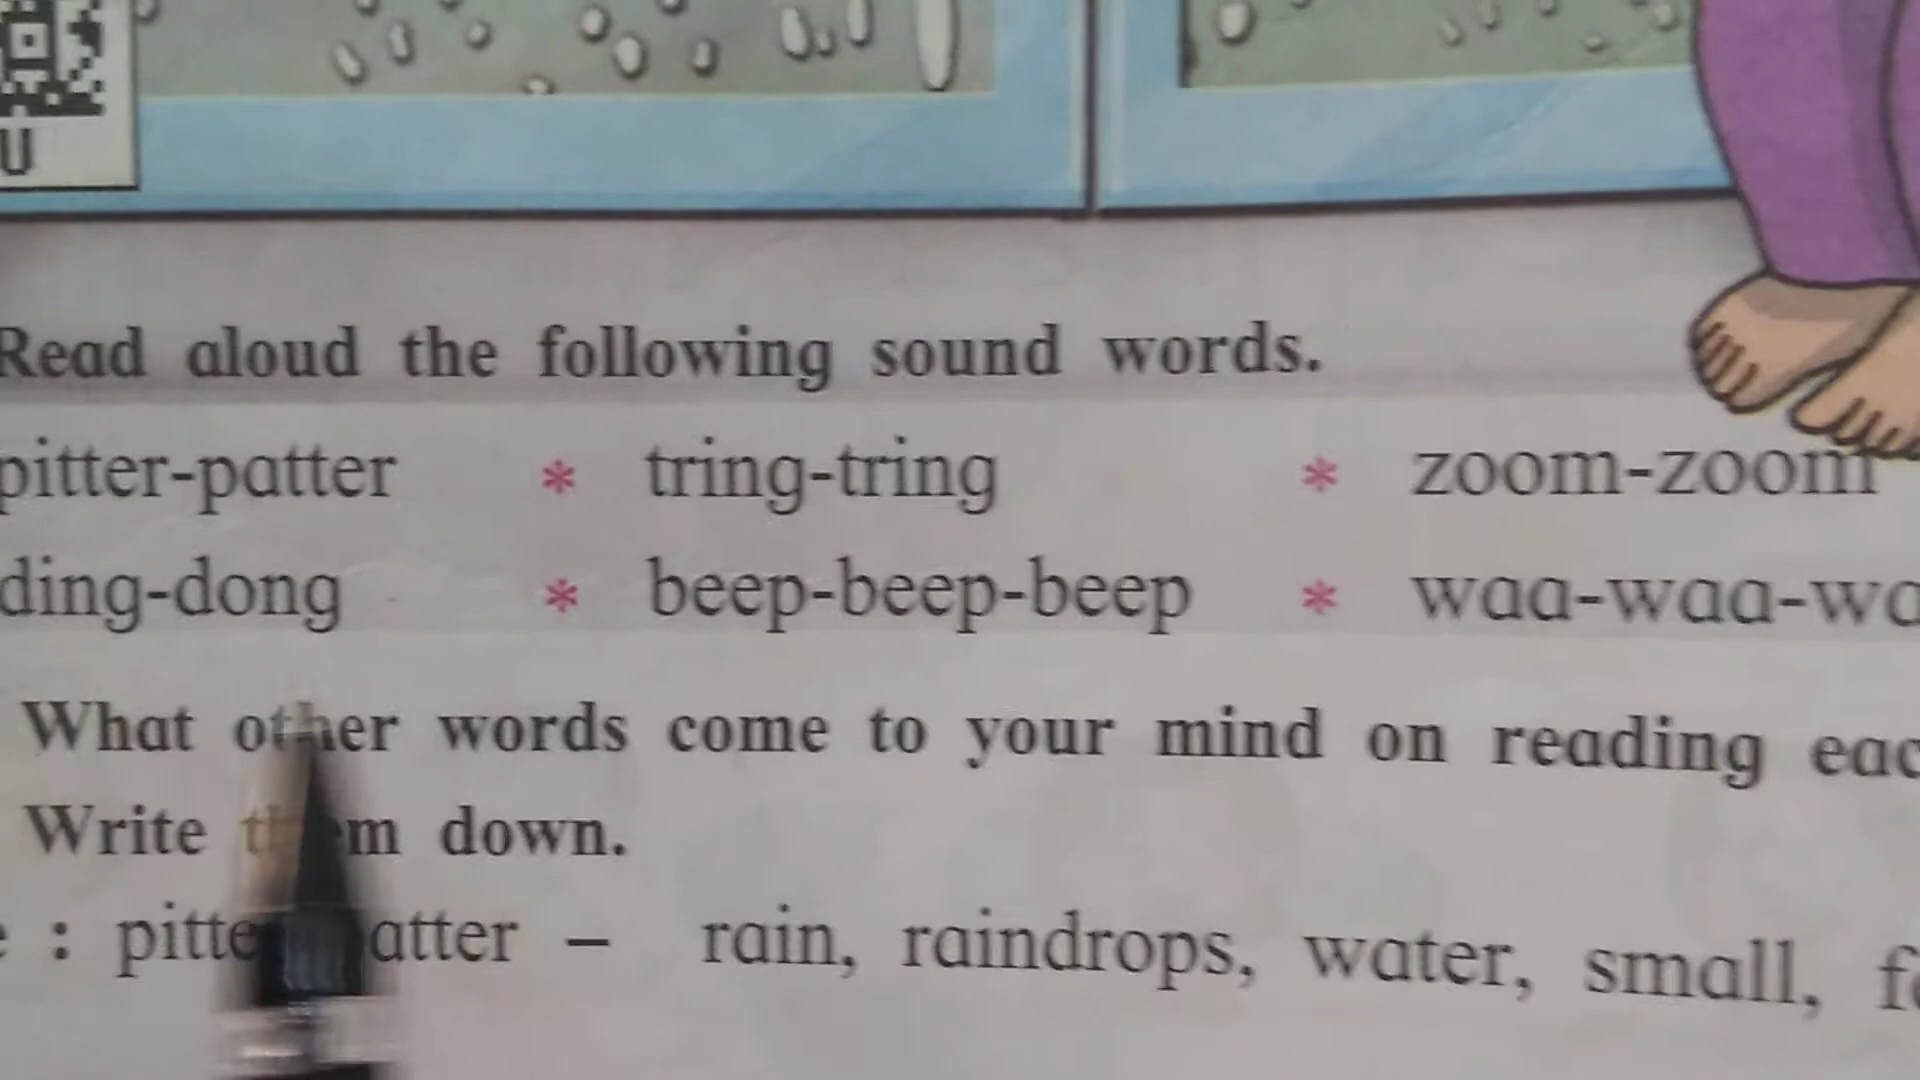 U
Read aloud the following sound words.
pitter-patter * tring-tring * zoom-zoom
ding-dong * beep-beep-beep * waa-waa-wa
What other words come to your mind on reading eac
Write them down.
: pitter-patter – rain, raindrops, water, small,